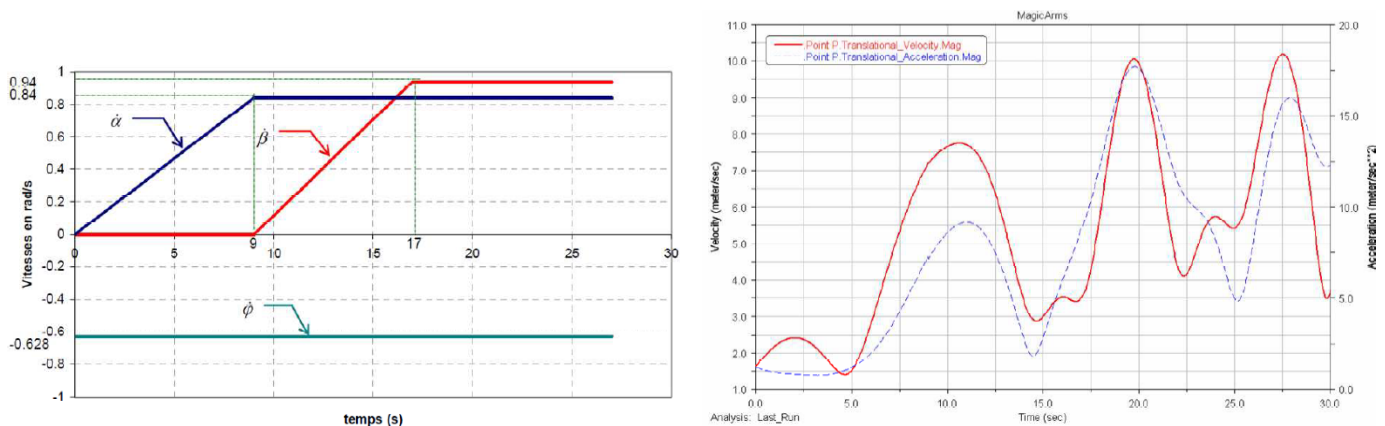 1
0.94
0.84
0.8
0.6
0.4
0.2
0
-0.2
-0.4
-0.6
-0.628
-0.8
-1
Vitesses en rad/s
α̇
β̇
φ̇
0 5 9 10 15 17 20 25 30
temps (s)
MagicArms
11.0
10.0
9.0
8.0
7.0
6.0
5.0
4.0
3.0
2.0
1.0
Velocity (meter/sec)
.Point P.Translational_Velocity.Mag
.Point P.Translational_Acceleration.Mag
20.0
15.0
10.0
5.0
0.0
Acceleration (meter/sec**2)
0.0 5.0 10.0 15.0 20.0 25.0 30.0
Analysis: Last_Run
Time (sec)